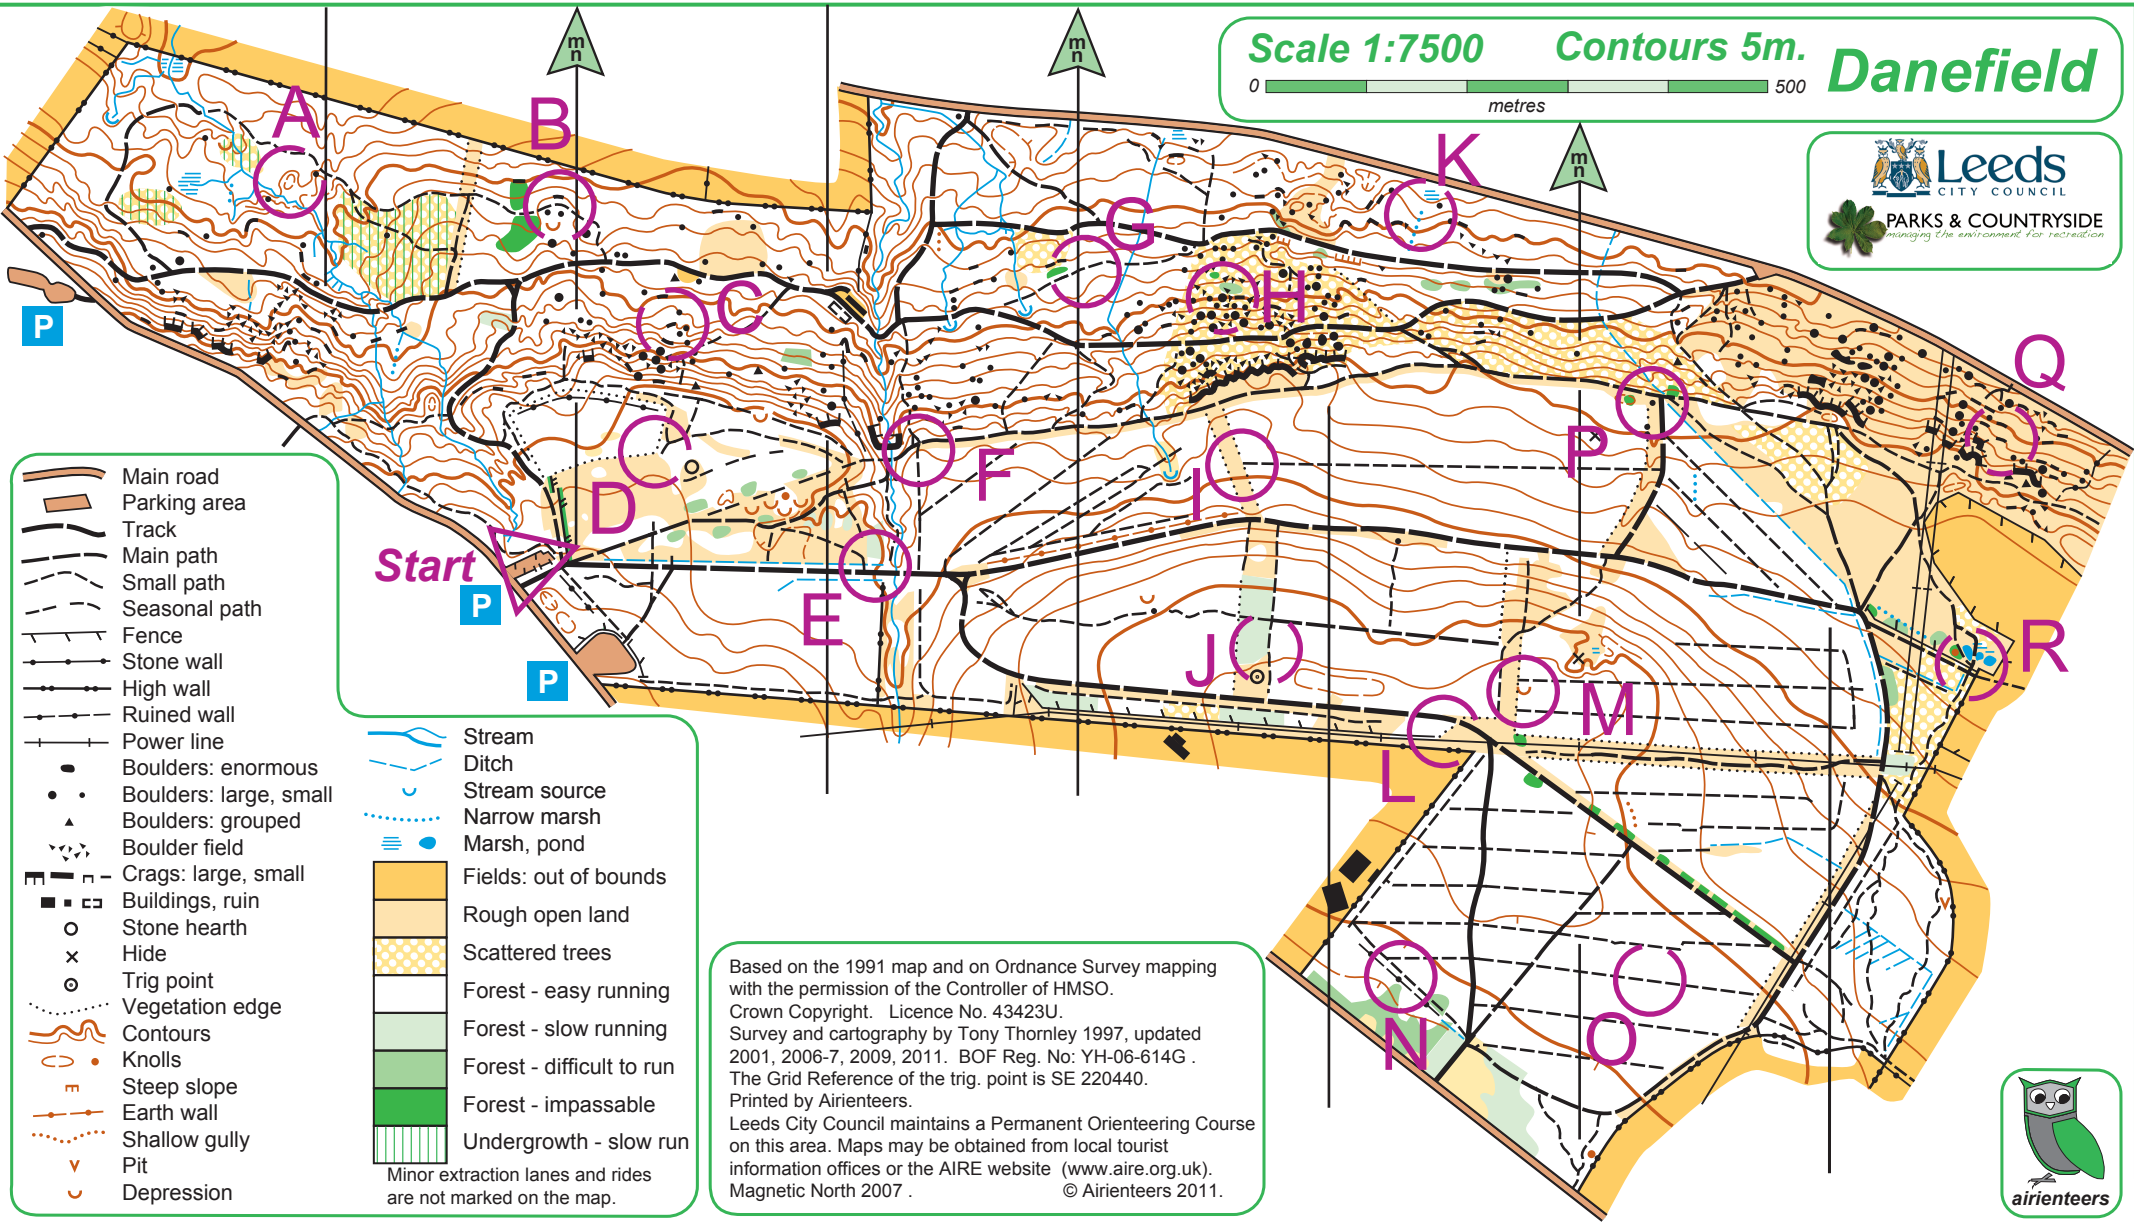 Scale 1:7500 Contours 5m.
0 500
metres
Danefield
Leeds
CITY COUNCIL
PARKS & COUNTRYSIDE
managing the environment for recreation
m
n
m
n
m
n
A
B
C
D
E
F
G
H
I
J
K
L
M
N
O
P
Q
R
Start
P
P
P
Main road
Parking area
Track
Main path
Small path
Seasonal path
Fence
Stone wall
High wall
Ruined wall
Power line
Boulders: enormous
Boulders: large, small
Boulders: grouped
Boulder field
Crags: large, small
Buildings, ruin
Stone hearth
Hide
Trig point
Vegetation edge
Contours
Knolls
Steep slope
Earth wall
Shallow gully
Pit
Depression
Stream
Ditch
Stream source
Narrow marsh
Marsh, pond
Fields: out of bounds
Rough open land
Scattered trees
Forest - easy running
Forest - slow running
Forest - difficult to run
Forest - impassable
Undergrowth - slow run
Minor extraction lanes and rides
are not marked on the map.
Based on the 1991 map and on Ordnance Survey mapping
with the permission of the Controller of HMSO.
Crown Copyright. Licence No. 43423U.
Survey and cartography by Tony Thornley 1997, updated
2001, 2006-7, 2009, 2011. BOF Reg. No: YH-06-614G .
The Grid Reference of the trig. point is SE 220440.
Printed by Airienteers.
Leeds City Council maintains a Permanent Orienteering Course
on this area. Maps may be obtained from local tourist
information offices or the AIRE website (www.aire.org.uk).
Magnetic North 2007 . © Airienteers 2011.
airienteers